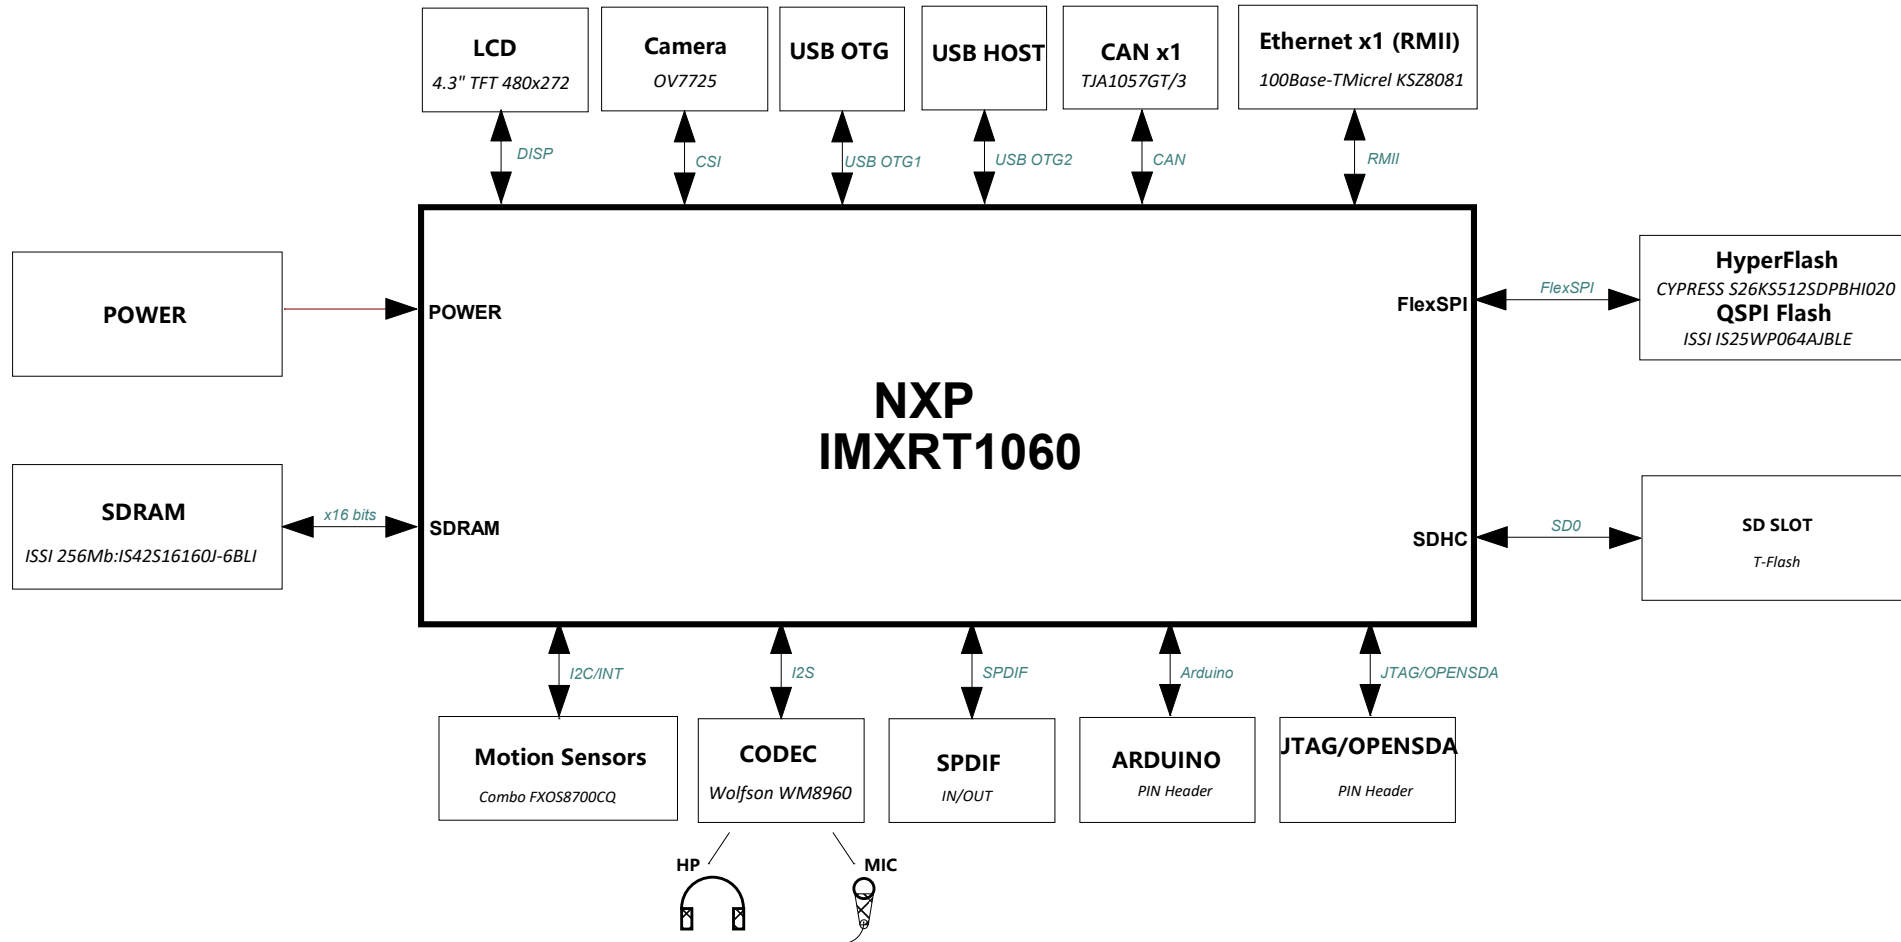 LCD
4.3" TFT 480x272
Camera
OV7725
USB OTG
USB HOST
CAN x1
TJA1057GT/3
Ethernet x1 (RMII)
100Base-TMicrel KSZ8081
DISP
CSI
USB OTG1
USB OTG2
CAN
RMII
POWER
POWER
FlexSPI
FlexSPI
HyperFlash
CYPRESS S26KS512SDPBHI020
QSPI Flash
ISSI IS25WP064AJBLE
NXP
IMXRT1060
SDRAM
ISSI 256Mb:IS42S16160J-6BLI
x16 bits
SDRAM
SDHC
SD0
SD SLOT
T-Flash
I2C/INT
I2S
SPDIF
Arduino
JTAG/OPENSDA
Motion Sensors
Combo FXOS8700CQ
CODEC
Wolfson WM8960
SPDIF
IN/OUT
ARDUINO
PIN Header
JTAG/OPENSDA
PIN Header
HP
MIC